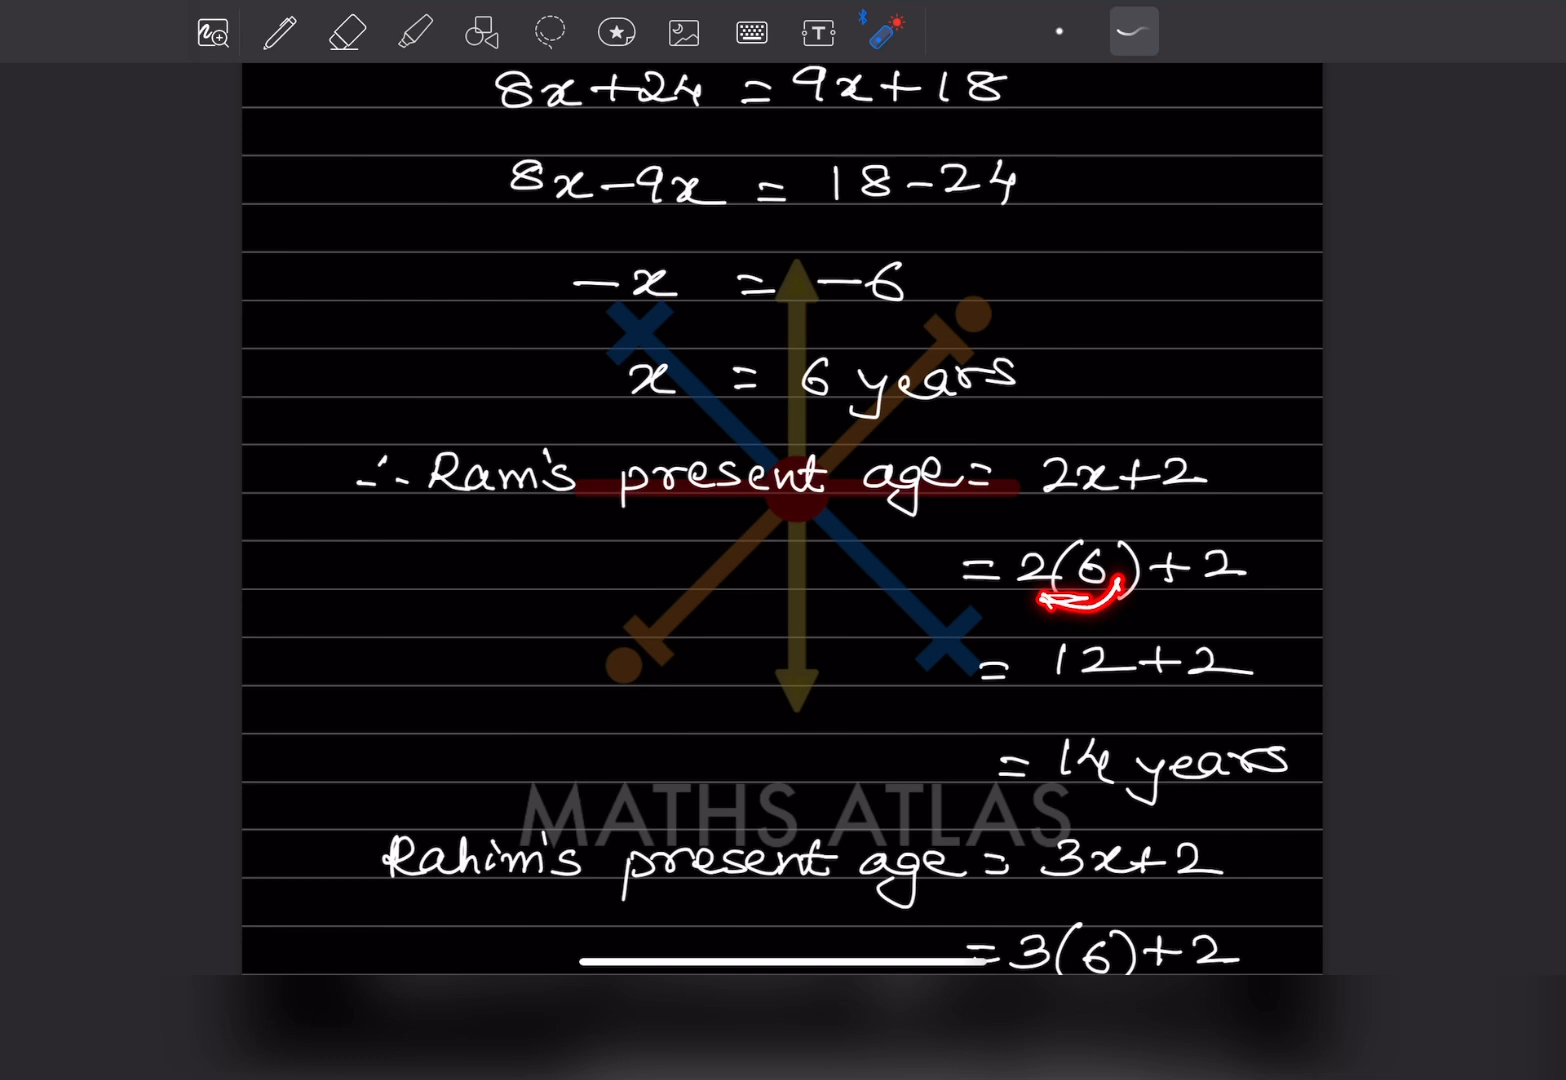 8x+24 = 9x+18
8x-9x = 18-24
-x = -6
x = 6 years
∴ Ram's present age = 2x+2
= 2(6)+2
= 12+2
= 14 years
MATHS ATLAS
Rahim's present age = 3x+2
= 3(6)+2